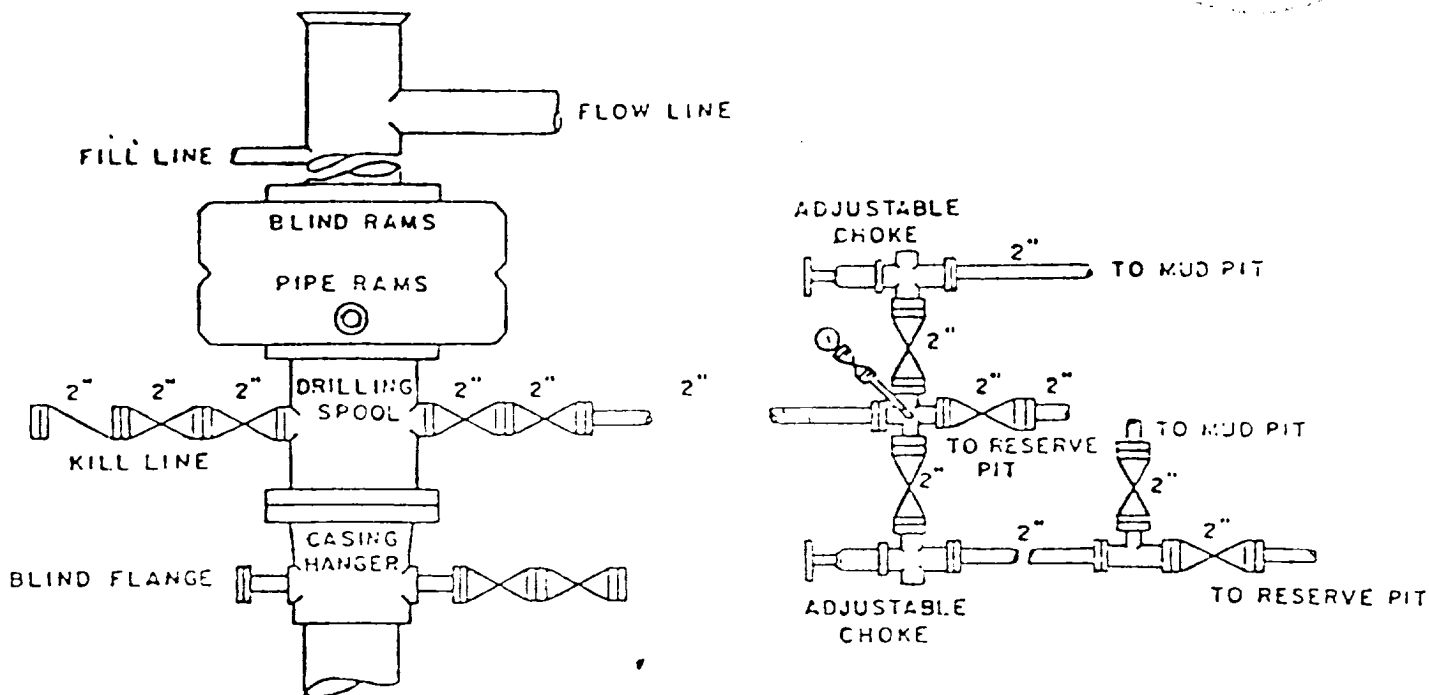 FLOW LINE
FILL LINE
BLIND RAMS
PIPE RAMS
2" 2" 2"
DRILLING
SPOOL
2" 2" 2"
KILL LINE
CASING
HANGER
BLIND FLANGE
ADJUSTABLE
CHOKE
2"
TO MUD PIT
2"
2" 2"
TO RESERVE
PIT
TO MUD PIT
2"
2"
2"
2"
TO RESERVE PIT
ADJUSTABLE
CHOKE